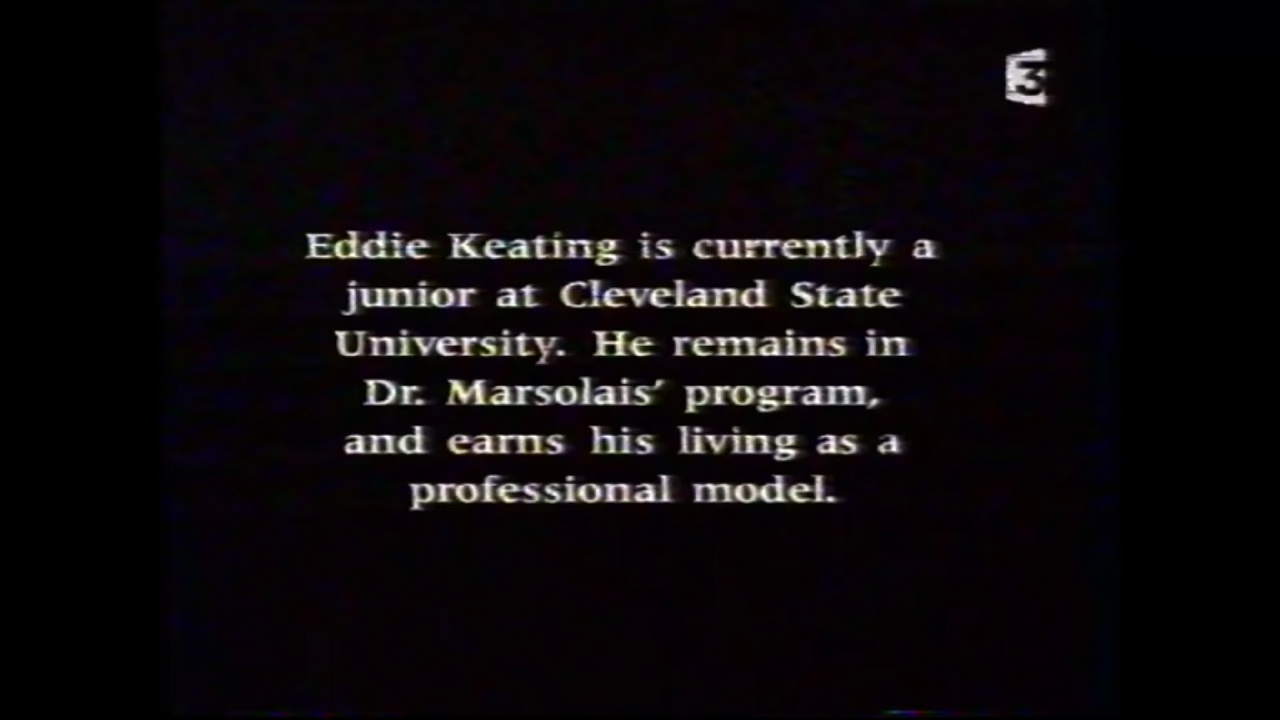 3
Eddie Keating is currently a
junior at Cleveland State
University. He remains in
Dr. Marsolais' program,
and earns his living as a
professional model.